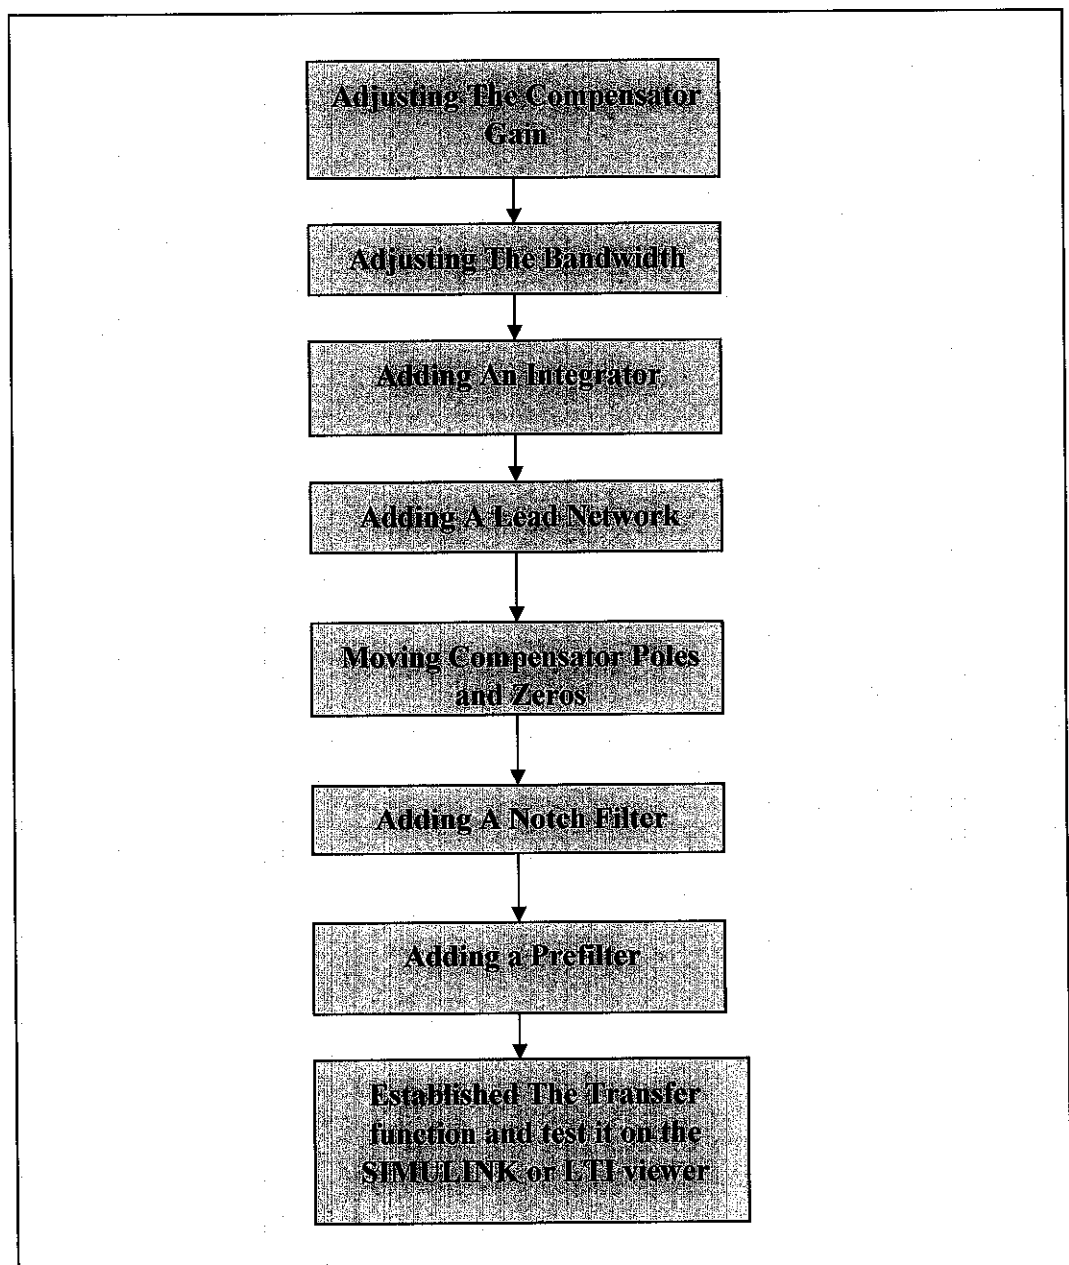 Adjusting The Compensator
Gain
Adjusting The Bandwidth
Adding An Integrator
Adding A Lead Network
Moving Compensator Poles
and Zeros
Adding A Notch Filter
Adding a Prefilter
Established The Transfer
function and test it on the
SIMULINK or LTI viewer